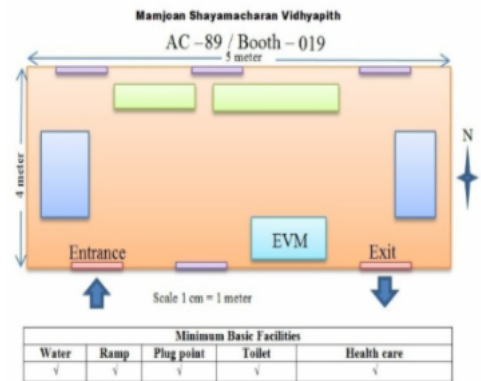 Mamjoan Shayamacharan Vidhyapith
AC –89 / Booth –019
5 meter
4 meter
N
EVM
Entrance
Exit
Scale 1 cm = 1 meter
Minimum Basic Facilities
Water Ramp Plug point Toilet Health care
√ √ √ √ √